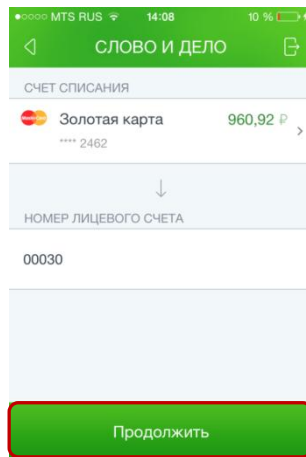 MTS RUS 14:08 10 %
СЛОВО И ДЕЛО
СЧЕТ СПИСАНИЯ
MasterCard Золотая карта 960,92 ₽
**** 2462
НОМЕР ЛИЦЕВОГО СЧЕТА
00030
Продолжить